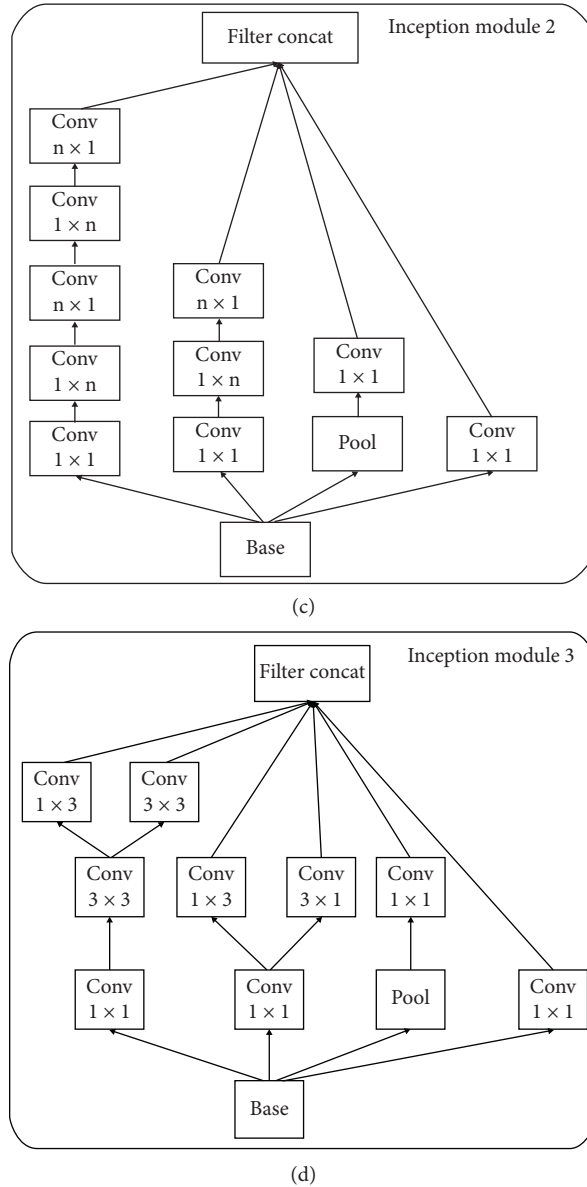 Filter concat
Inception module 2
Conv
n × 1
Conv
1 × n
Conv
n × 1
Conv
1 × n
Conv
1 × 1
Conv
n × 1
Conv
1 × n
Conv
1 × 1
Conv
1 × 1
Pool
Conv
1 × 1
Base
(c)
Inception module 3
Filter concat
Conv
1 × 3
Conv
3 × 3
Conv
3 × 3
Conv
1 × 3
Conv
3 × 1
Conv
1 × 1
Conv
1 × 1
Conv
1 × 1
Pool
Conv
1 × 1
Base
(d)